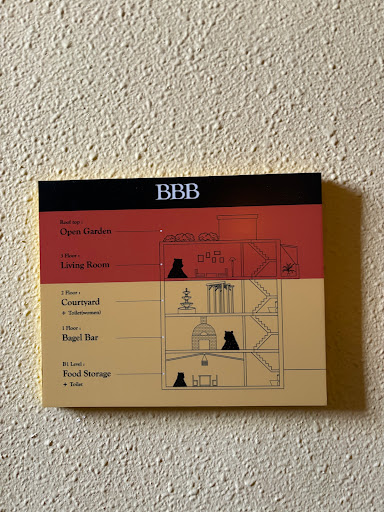 BBB
Roof top :
Open Garden
3 Floor :
Living Room
2 Floor :
Courtyard
+ Toilet(women)
1 Floor :
Bagel Bar
B1 Level :
Food Storage
+ Toilet